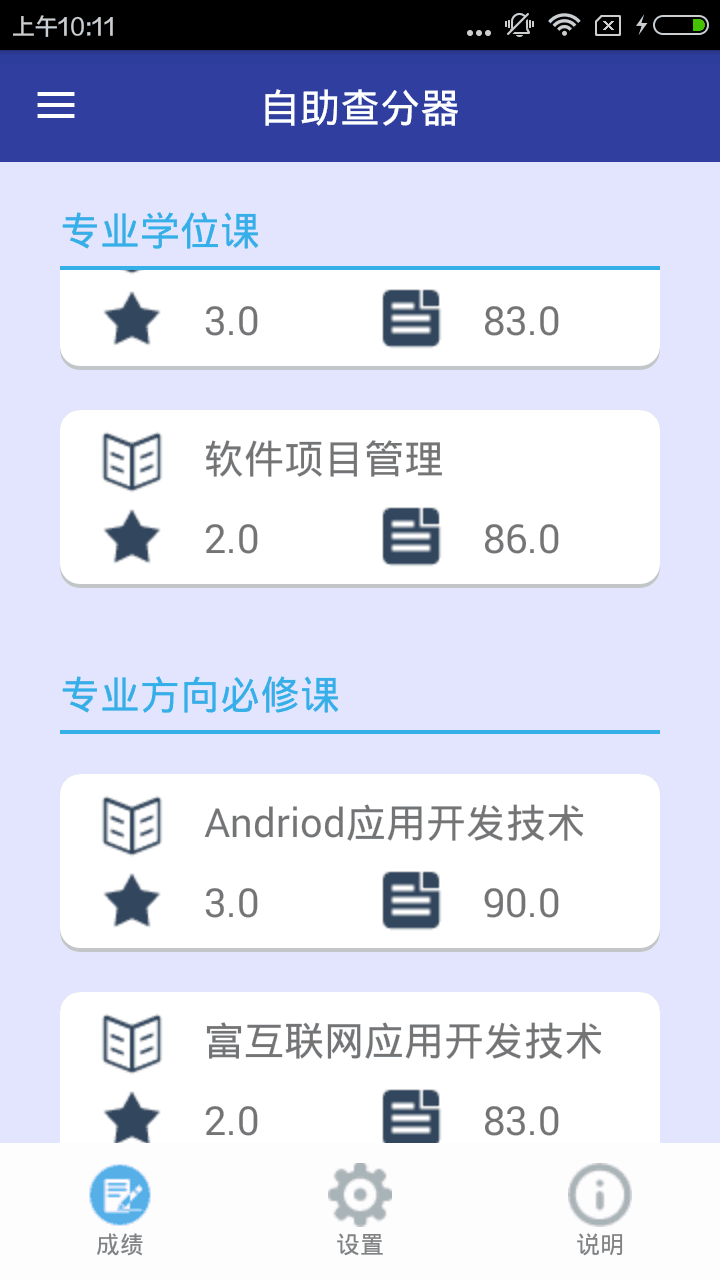 上午10:11
自助查分器
专业学位课
3.0 83.0
软件项目管理
2.0 86.0
专业方向必修课
Andriod应用开发技术
3.0 90.0
富互联网应用开发技术
2.0 83.0
成绩 设置 说明